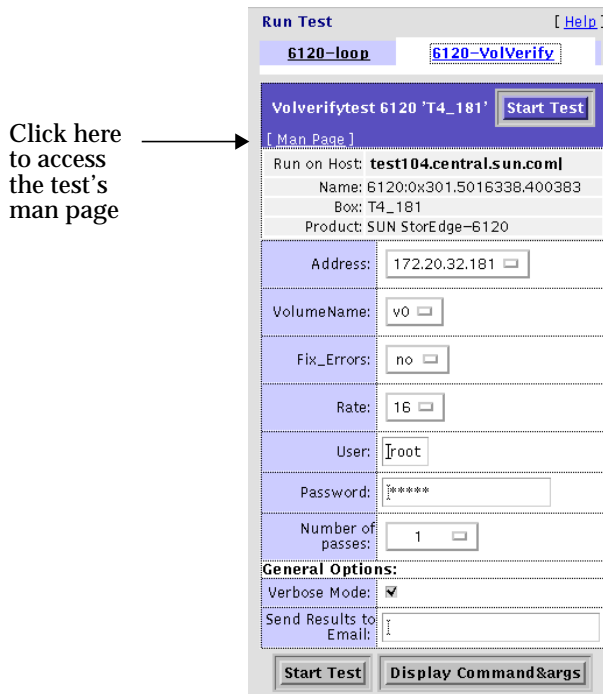 Run Test [ Help ]
6120-loop 6120-VolVerify
Volverifytest 6120 'T4_181' Start Test
[ Man Page ]
Click here
to access
the test's
man page
Run on Host: test104.central.sun.com
Name: 6120:0x301.5016338.400383
Box: T4_181
Product: SUN StorEdge-6120
Address: 172.20.32.181
VolumeName: v0
Fix_Errors: no
Rate: 16
User: root
Password: *****
Number of
passes: 1
General Options:
Verbose Mode:
Send Results to
Email:
Start Test Display Command&args